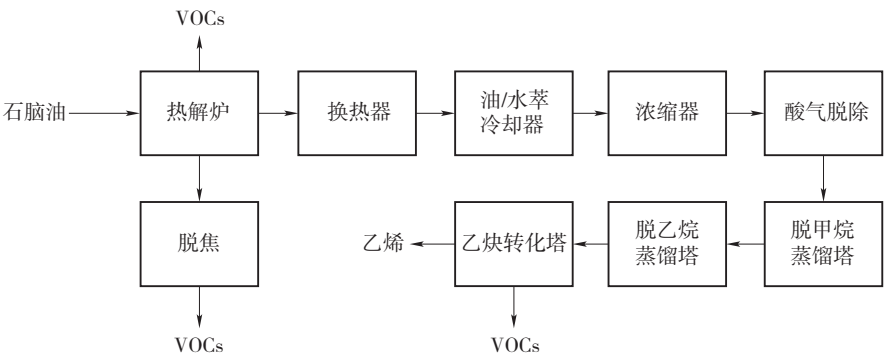 VOCs
石脑油
热解炉
换热器
油/水萃
冷却器
浓缩器
酸气脱除
脱焦
乙烯
乙炔转化塔
脱乙烷
蒸馏塔
脱甲烷
蒸馏塔
VOCs
VOCs